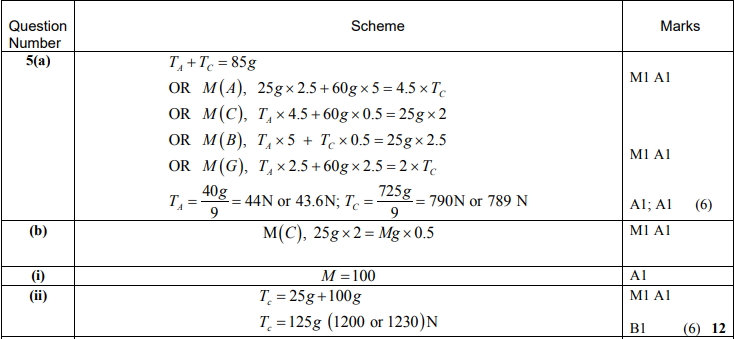 Question Number Scheme Marks
5(a) T_A + T_C = 85g
OR M(A), 25g × 2.5 + 60g × 5 = 4.5 × T_C M1 A1
OR M(C), T_A × 4.5 + 60g × 0.5 = 25g × 2
OR M(B), T_A × 5 + T_C × 0.5 = 25g × 2.5
OR M(G), T_A × 2.5 + 60g × 2.5 = 2 × T_C M1 A1
T_A = 40g/9 = 44N or 43.6N; T_C = 725g/9 = 790N or 789 N A1; A1 (6)
(b) M(C), 25g × 2 = Mg × 0.5 M1 A1
(i) M = 100 A1
(ii) T_c = 25g + 100g M1 A1
T_c = 125g (1200 or 1230)N B1 (6) 12